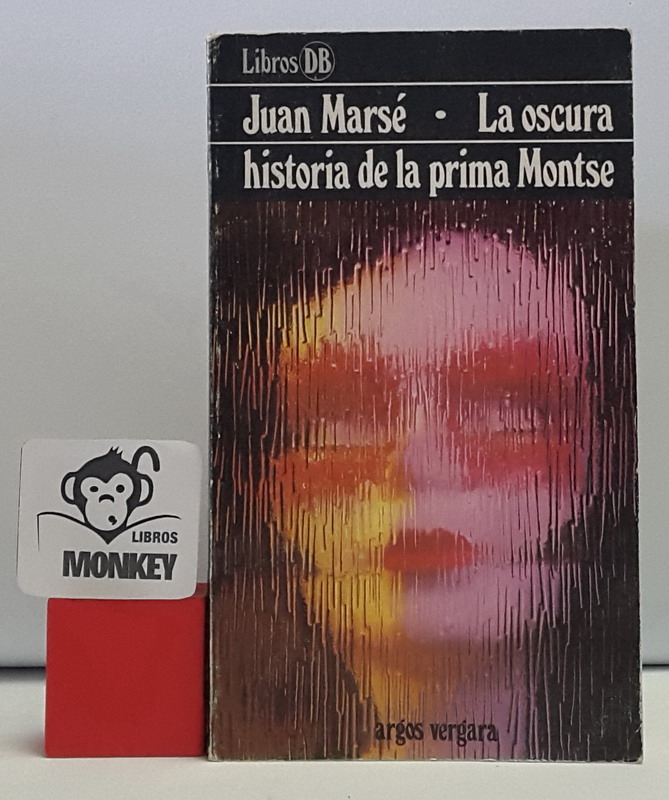 Libros DB
Juan Marsé • La oscura
historia de la prima Montse
argos vergara
LIBROS
MONKEY